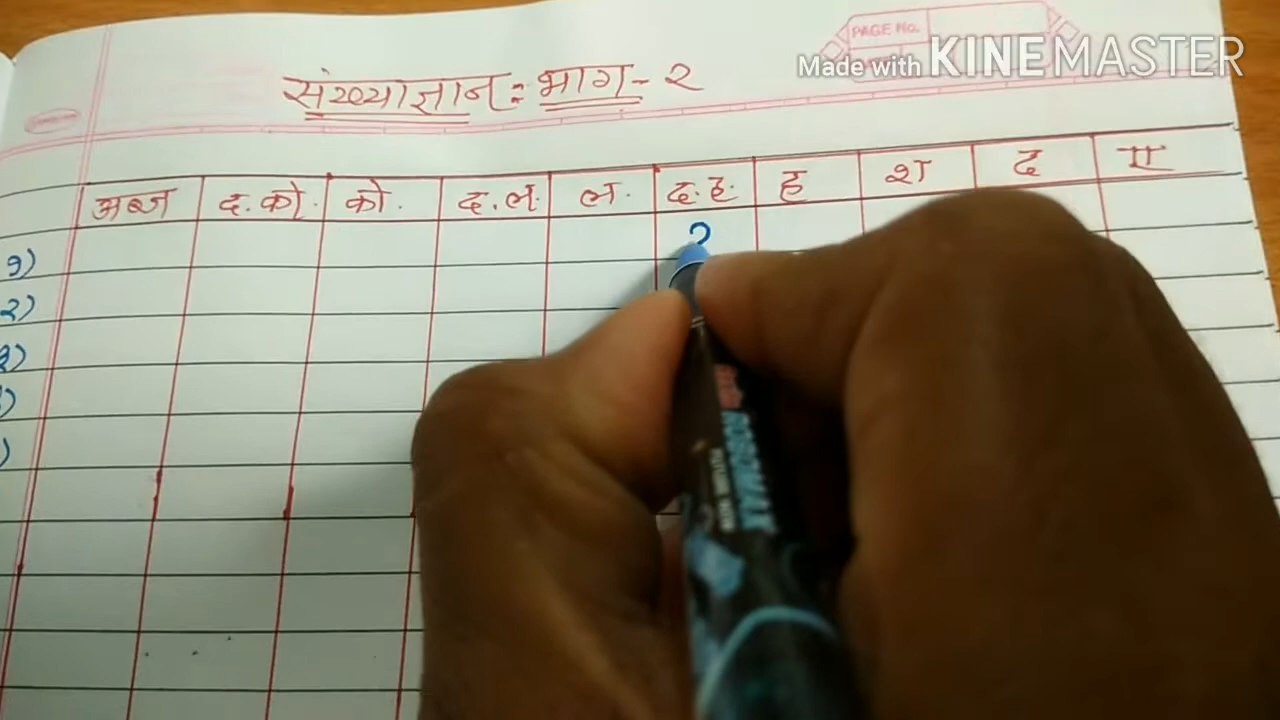 PAGE No.
Made with KINEMASTER
संख्याज्ञान : भाग - २
अब्ज द.को. को. द.ल. ल. द.ह. ह श द ए
१) २
२)
३)